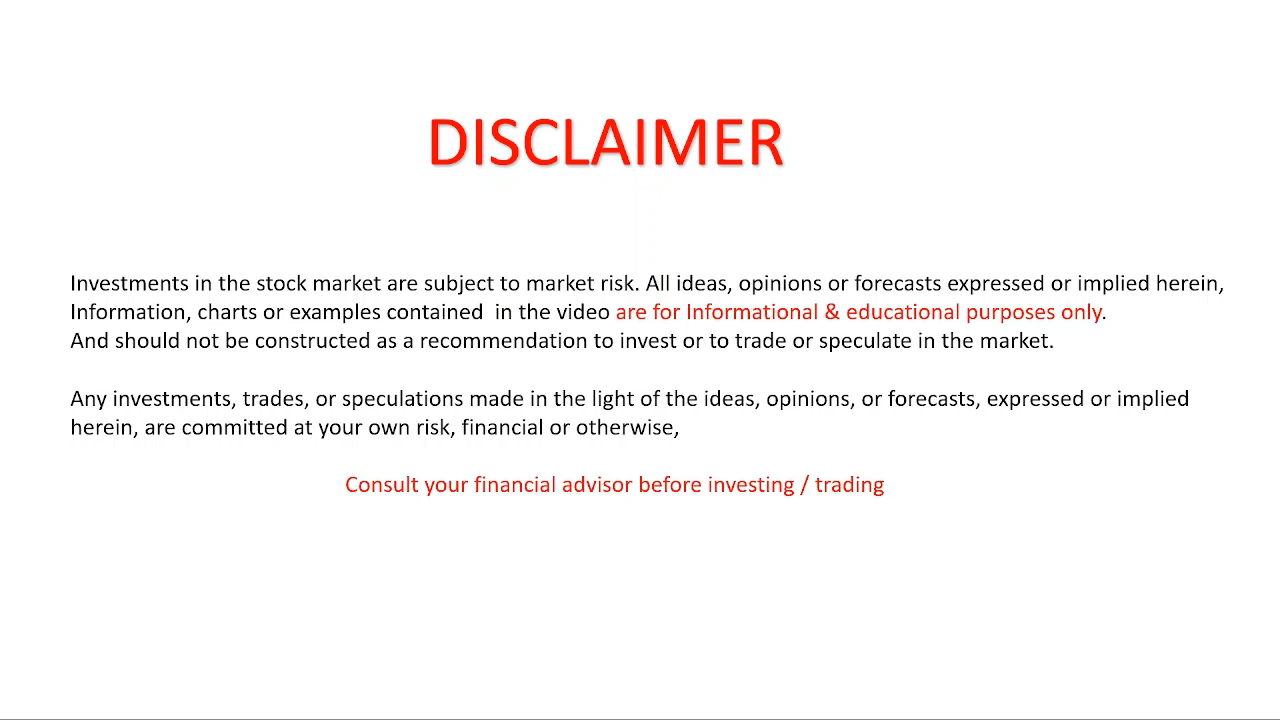 DISCLAIMER
Investments in the stock market are subject to market risk. All ideas, opinions or forecasts expressed or implied herein,
Information, charts or examples contained  in the video are for Informational & educational purposes only.
And should not be constructed as a recommendation to invest or to trade or speculate in the market.
Any investments, trades, or speculations made in the light of the ideas, opinions, or forecasts, expressed or implied
herein, are committed at your own risk, financial or otherwise,
Consult your financial advisor before investing / trading